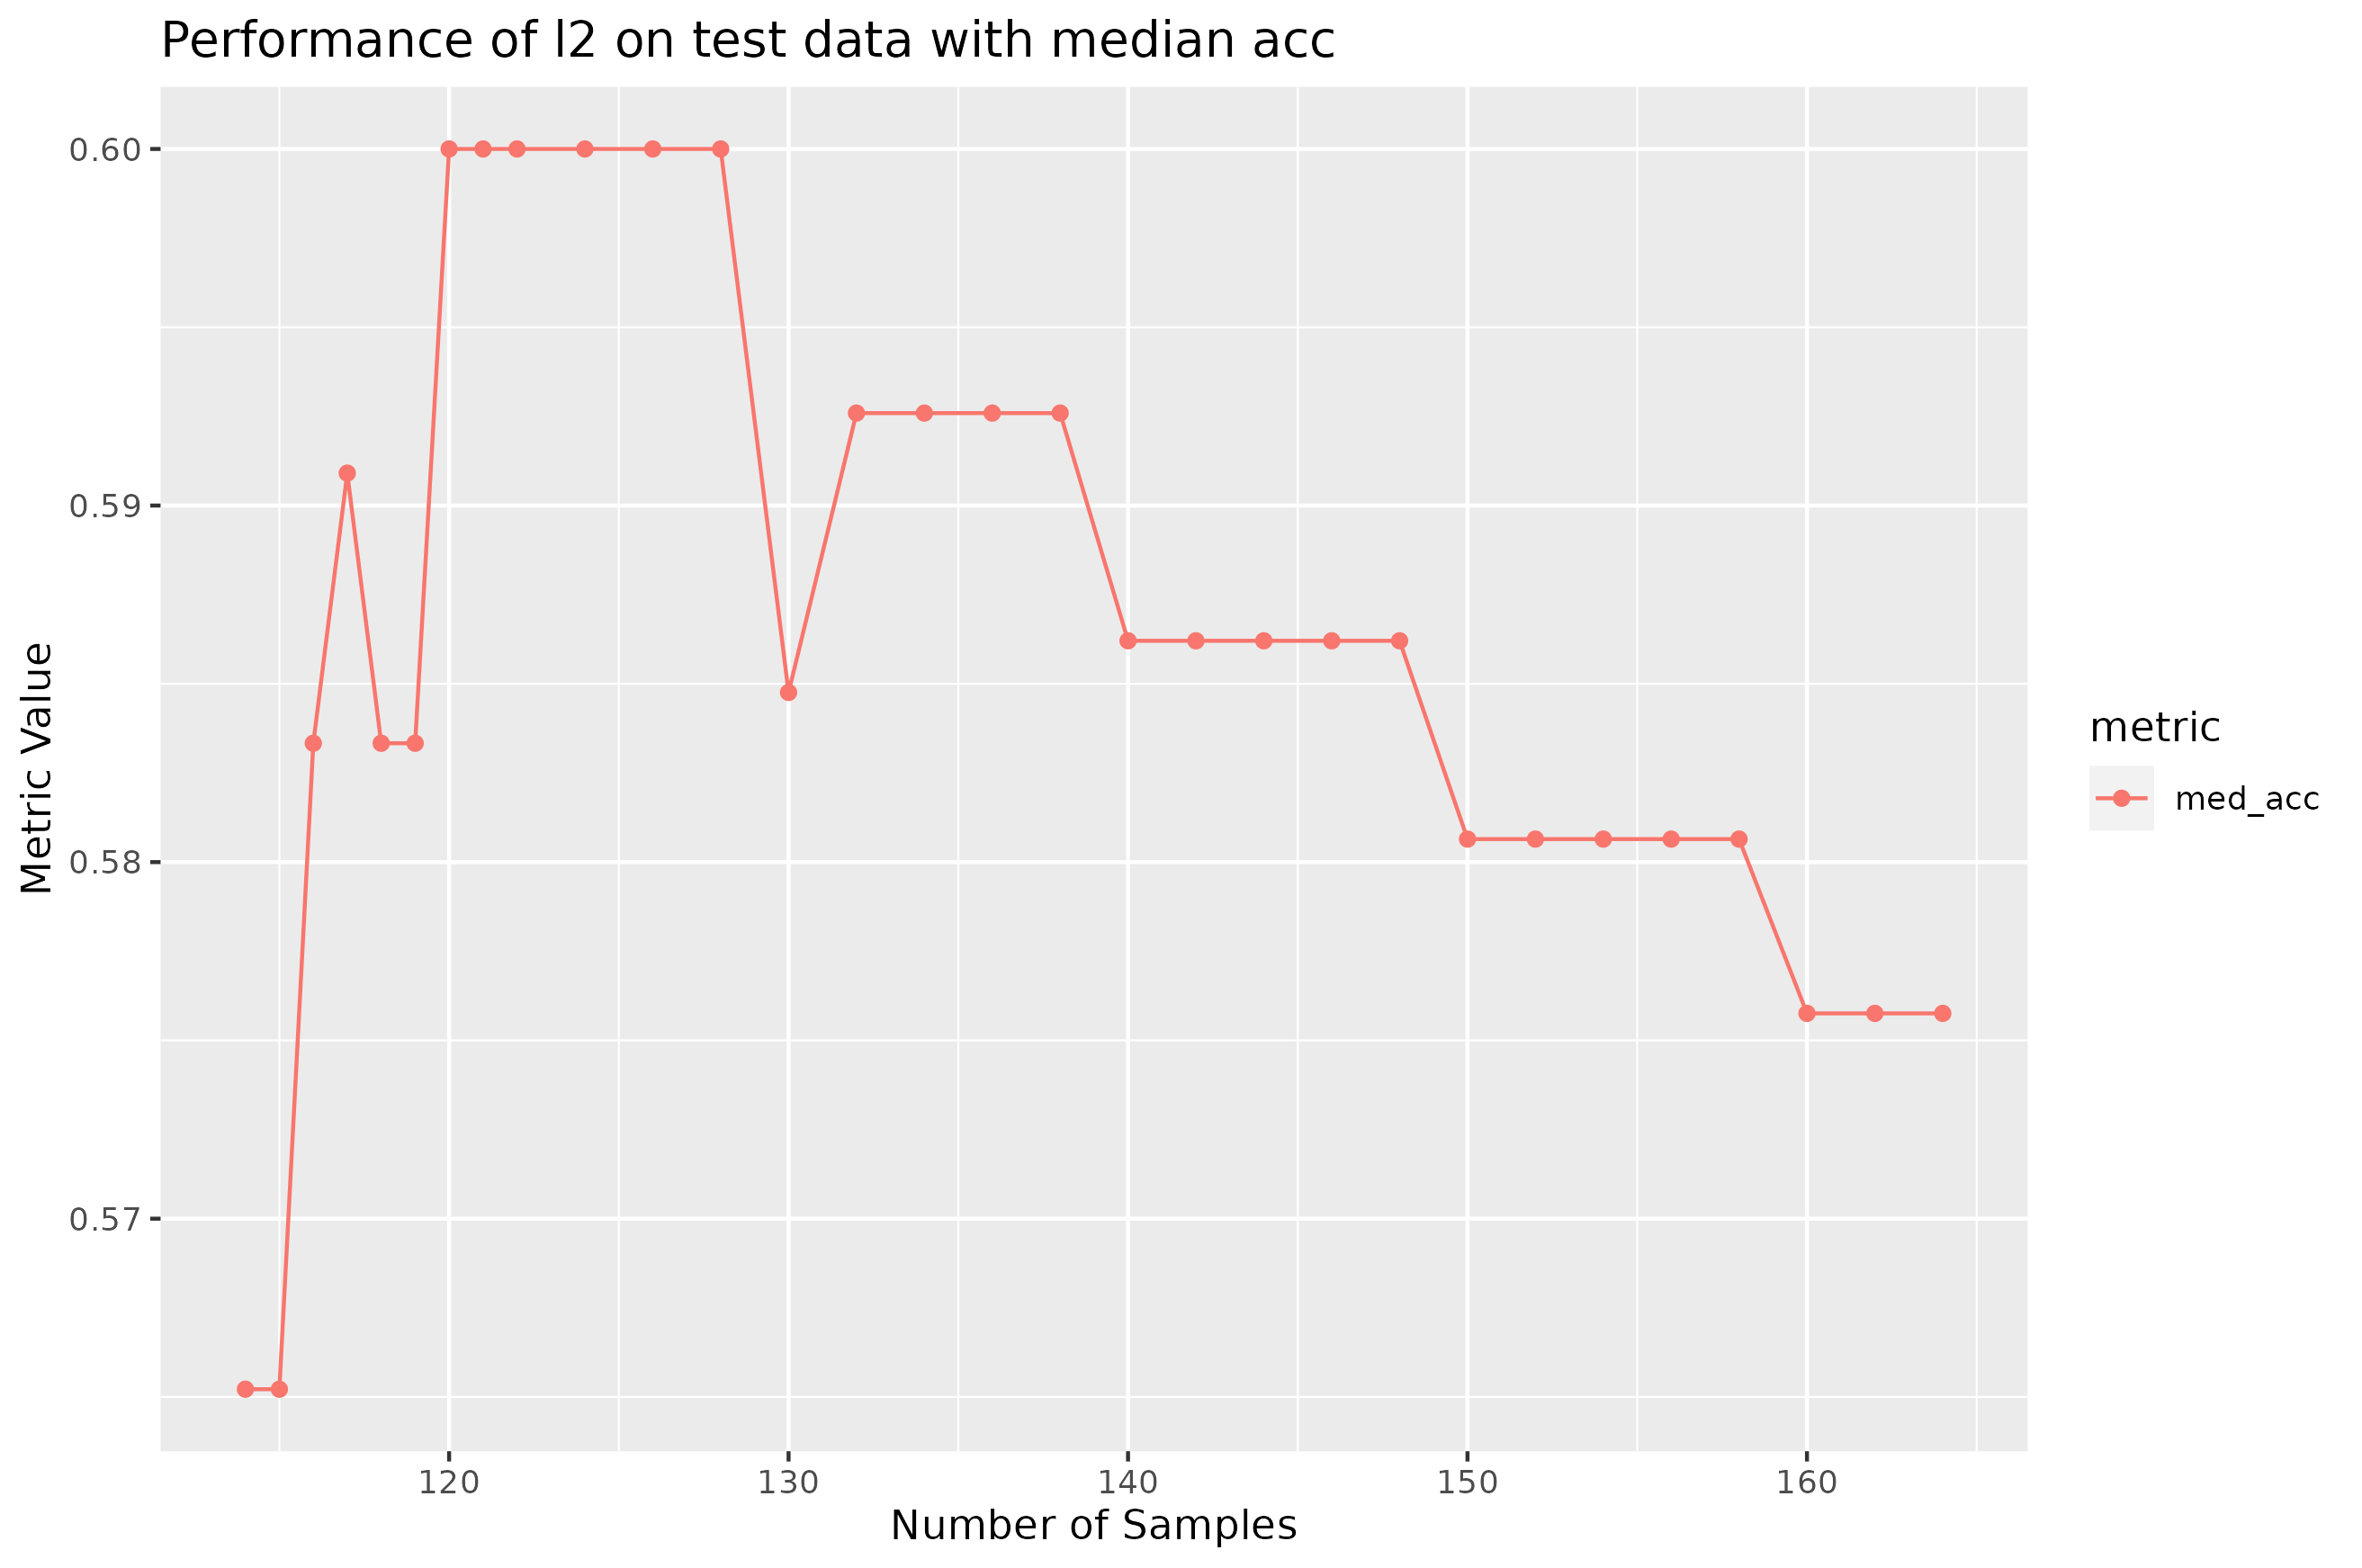 Performance of l2 on test data with median acc
0.60
0.59
0.58
0.57
Metric Value
120 130 140 150 160
Number of Samples
metric
med_acc